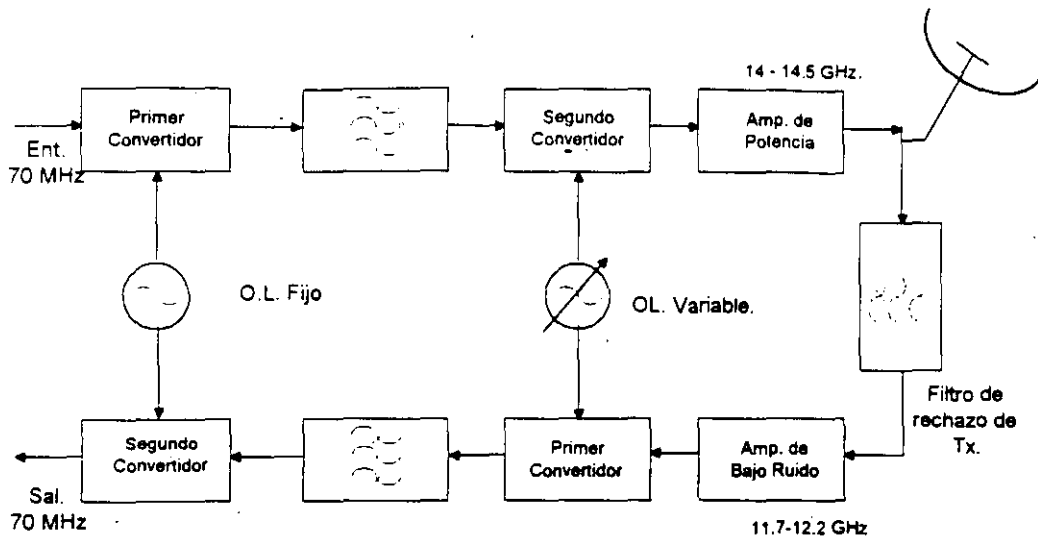 14 - 14.5 GHz.
Primer
Convertidor
Segundo
Convertidor
Amp. de
Potencia
Ent.
70 MHz
O.L. Fijo
OL. Variable.
Filtro de
rechazo de
Tx.
Segundo
Convertidor
Primer
Convertidor
Amp. de
Bajo Ruido
Sal.
70 MHz
11.7-12.2 GHz